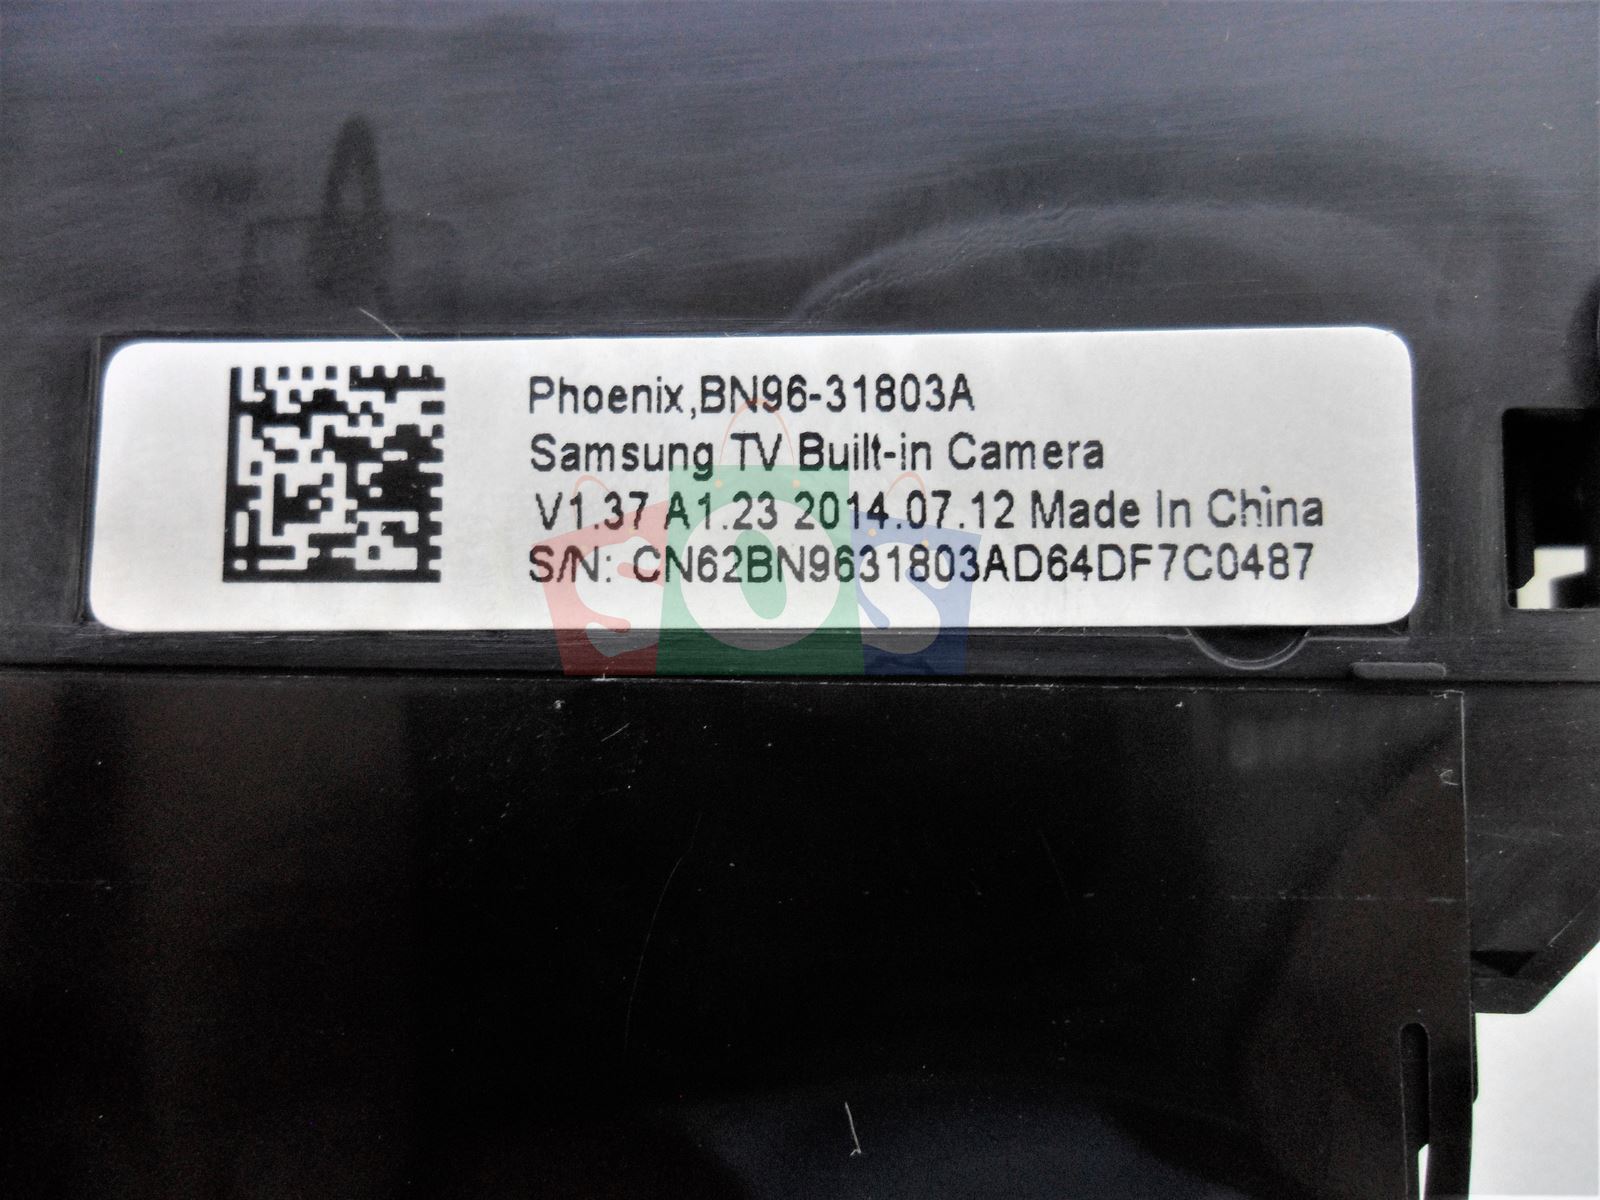 Phoenix,BN96-31803A
Samsung TV Built-in Camera
V1.37 A1.23 2014.07.12 Made In China
S/N: CN62BN9631803AD64DF7C0487
SOS